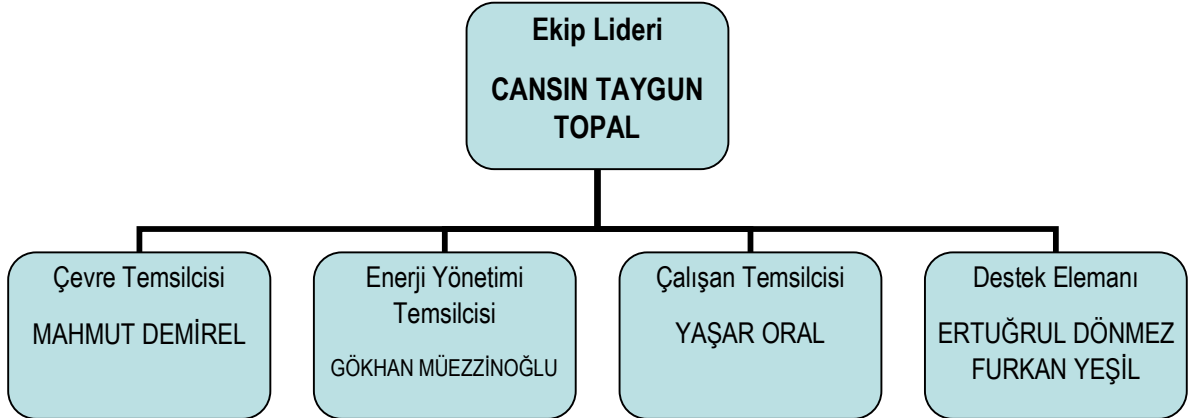 Ekip Lideri
CANSIN TAYGUN
TOPAL
Çevre Temsilcisi
MAHMUT DEMİREL
Enerji Yönetimi
Temsilcisi
GÖKHAN MÜEZZİNOĞLU
Çalışan Temsilcisi
YAŞAR ORAL
Destek Elemanı
ERTUĞRUL DÖNMEZ
FURKAN YEŞİL